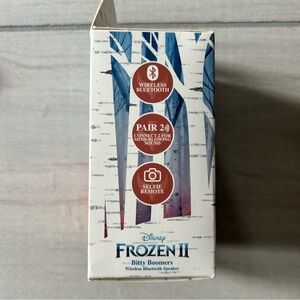 WIRELESS
BLUETOOTH
PAIR 2
CONNECT 2 FOR
MIND-BLOWING
SOUND
SELFIE
REMOTE
Disney
FROZEN II
Bitty Boomers
Wireless Bluetooth Speaker